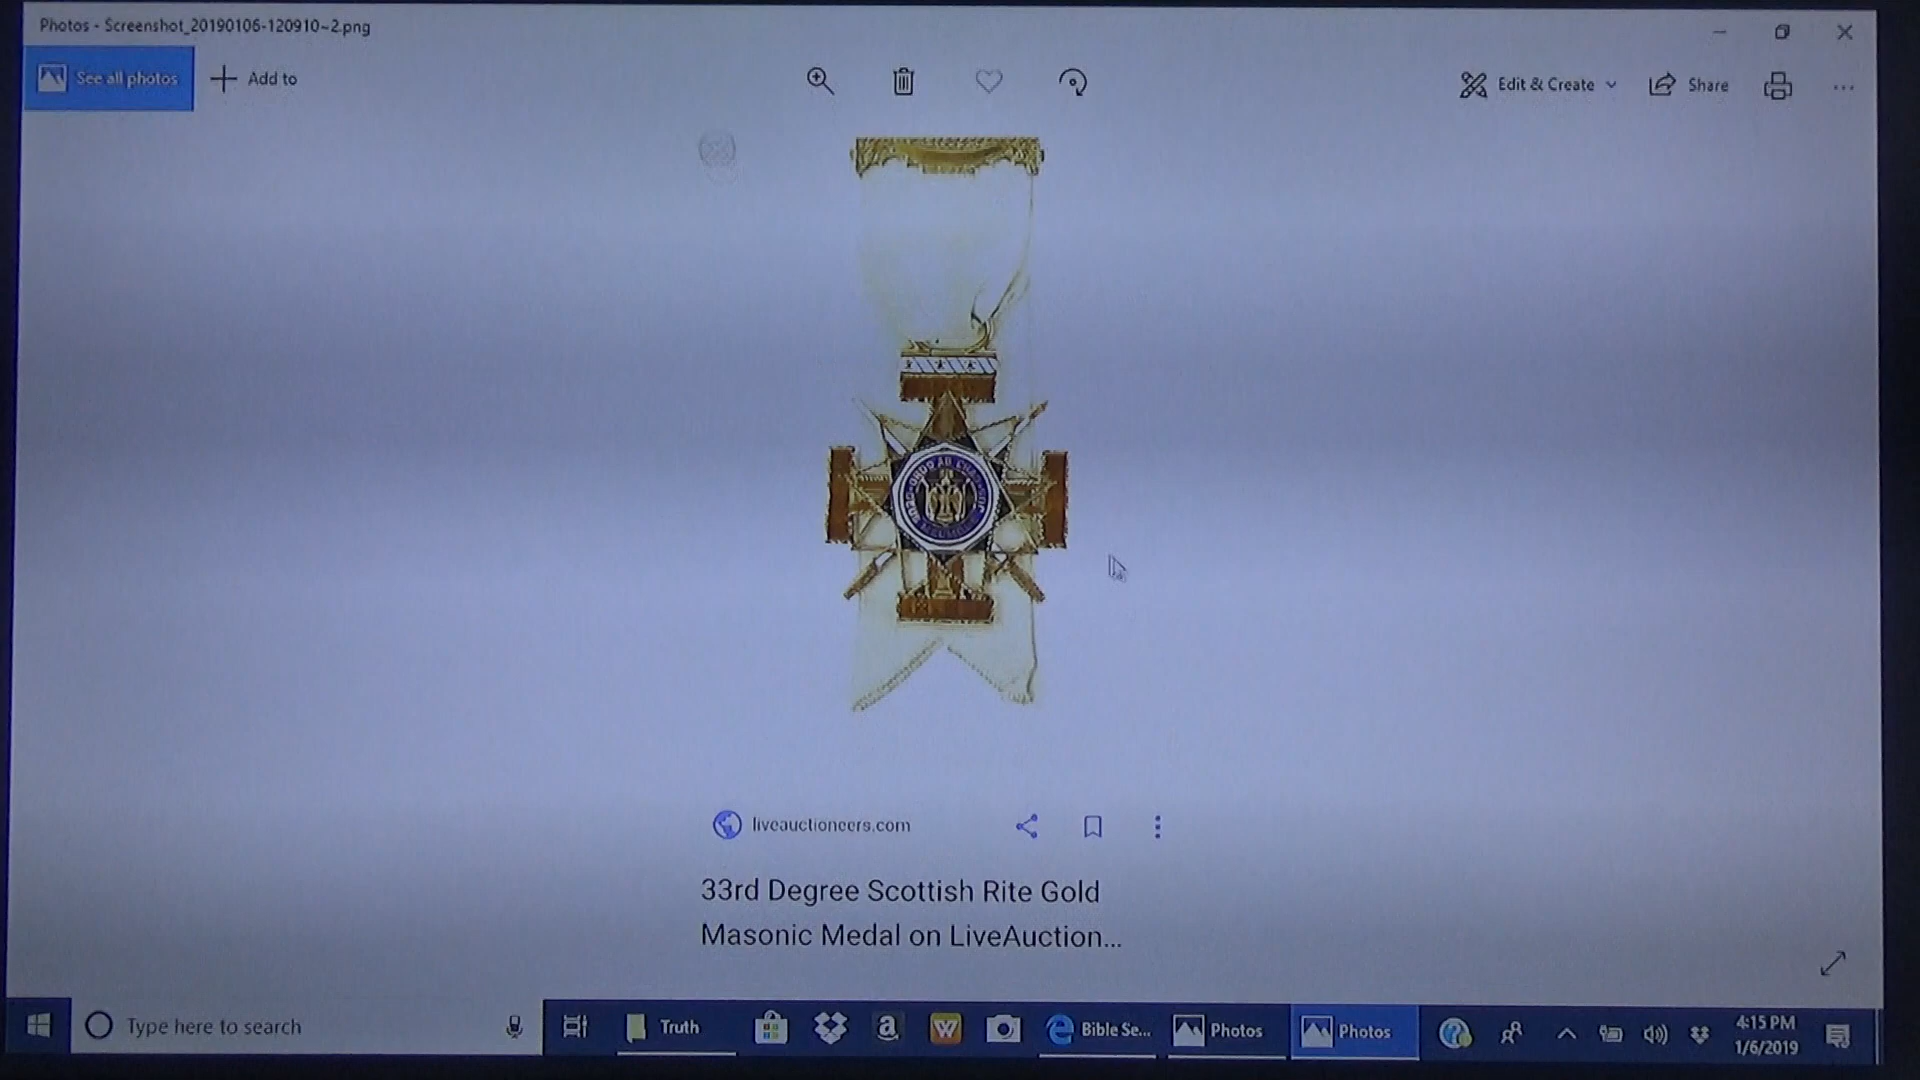 Photos - Screenshot_20190106-120910~2.png
See all photos
Add to
Edit & Create
Share
ORDO AB
liveauctioneers.com
33rd Degree Scottish Rite Gold
Masonic Medal on LiveAuction...
Type here to search
Truth
Bible Se...
Photos
Photos
4:15 PM
1/6/2019